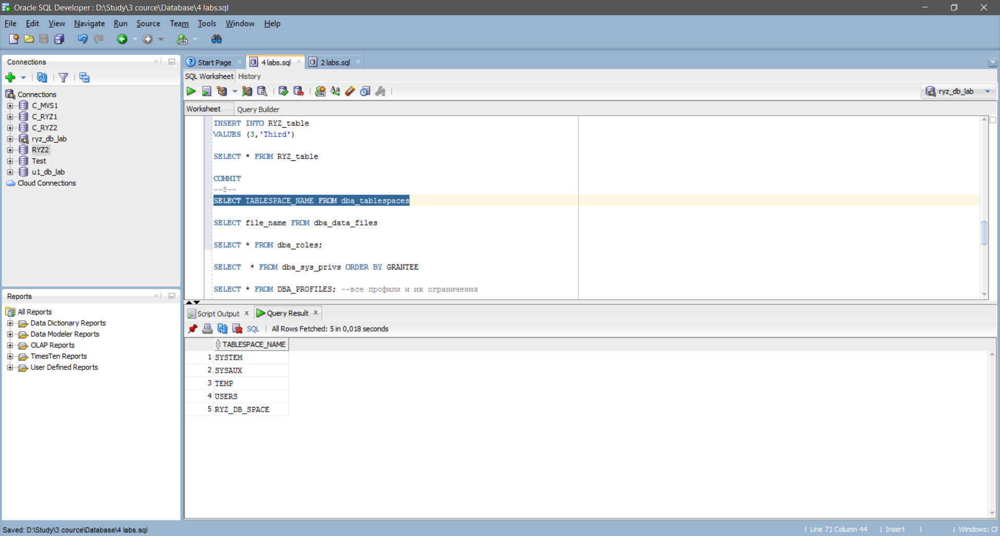 Oracle SQL Developer : D:\Study\3 cource\Database\4 labs.sql
File Edit View Navigate Run Source Team Tools Window Help
Connections
Start Page 4 labs.sql 2 labs.sql
SQL Worksheet History
ryz_db_lab
Worksheet Query Builder
Connections
C_MVS1
C_RYZ1
C_RYZ2
ryz_db_lab
RYZ2
Test
u1_db_lab
Cloud Connections
INSERT INTO RYZ_table
VALUES (3,'Third')
SELECT * FROM RYZ_table
COMMIT
--8--
SELECT TABLESPACE_NAME FROM dba_tablespaces
SELECT file_name FROM dba_data_files
SELECT * FROM dba_roles;
SELECT * FROM dba_sys_privs ORDER BY GRANTEE
SELECT * FROM DBA_PROFILES; --все профили и их ограничения
Reports
All Reports
Data Dictionary Reports
Data Modeler Reports
OLAP Reports
TimesTen Reports
User Defined Reports
Script Output Query Result
SQL | All Rows Fetched: 5 in 0,018 seconds
TABLESPACE_NAME
1 SYSTEM
2 SYSAUX
3 TEMP
4 USERS
5 RYZ_DB_SPACE
Saved: D:\Study\3 cource\Database\4 labs.sql
| Line 71 Column 44 | Insert | | Windows: CF